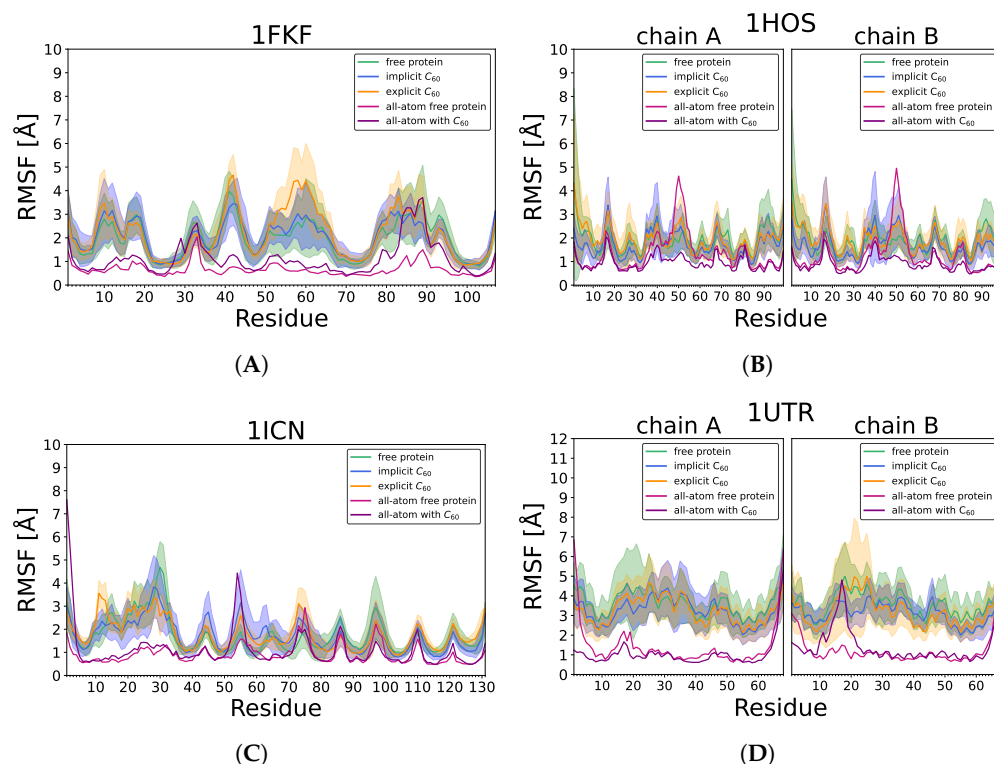 1FKF
RMSF [Å]
10
9
8
7
6
5
4
3
2
1
0
free protein
implicit C60
explicit C60
all-atom free protein
all-atom with C60
10 20 30 40 50 60 70 80 90 100
Residue
(A)
1HOS
chain A chain B
RMSF [Å]
10
9
8
7
6
5
4
3
2
1
0
free protein
implicit C60
explicit C60
all-atom free protein
all-atom with C60
free protein
implicit C60
explicit C60
all-atom free protein
all-atom with C60
10 20 30 40 50 60 70 80 90 10 20 30 40 50 60 70 80 90
Residue Residue
(B)
1ICN
RMSF [Å]
10
9
8
7
6
5
4
3
2
1
0
free protein
implicit C60
explicit C60
all-atom free protein
all-atom with C60
10 20 30 40 50 60 70 80 90 100 110 120 130
Residue
(C)
1UTR
chain A chain B
RMSF [Å]
12
11
10
9
8
7
6
5
4
3
2
1
0
free protein
implicit C60
explicit C60
all-atom free protein
all-atom with C60
free protein
implicit C60
explicit C60
all-atom free protein
all-atom with C60
10 20 30 40 50 60 10 20 30 40 50 60
Residue Residue
(D)